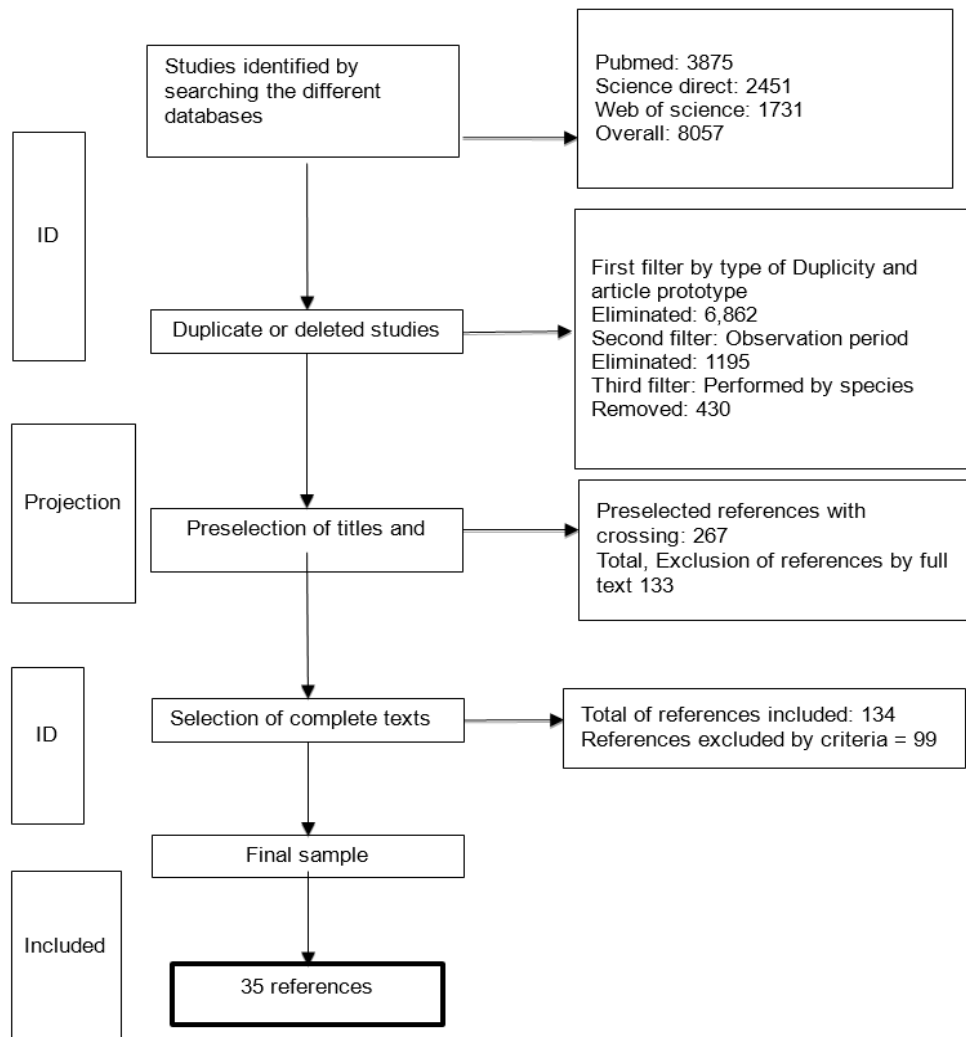 Studies identified by
searching the different
databases
Pubmed: 3875
Science direct: 2451
Web of science: 1731
Overall: 8057
ID
First filter by type of Duplicity and
article prototype
Eliminated: 6,862
Second filter: Observation period
Eliminated: 1195
Third filter: Performed by species
Removed: 430
Duplicate or deleted studies
Projection
Preselection of titles and
Preselected references with
crossing: 267
Total, Exclusion of references by full
text 133
ID
Selection of complete texts
Total of references included: 134
References excluded by criteria = 99
Final sample
Included
35 references